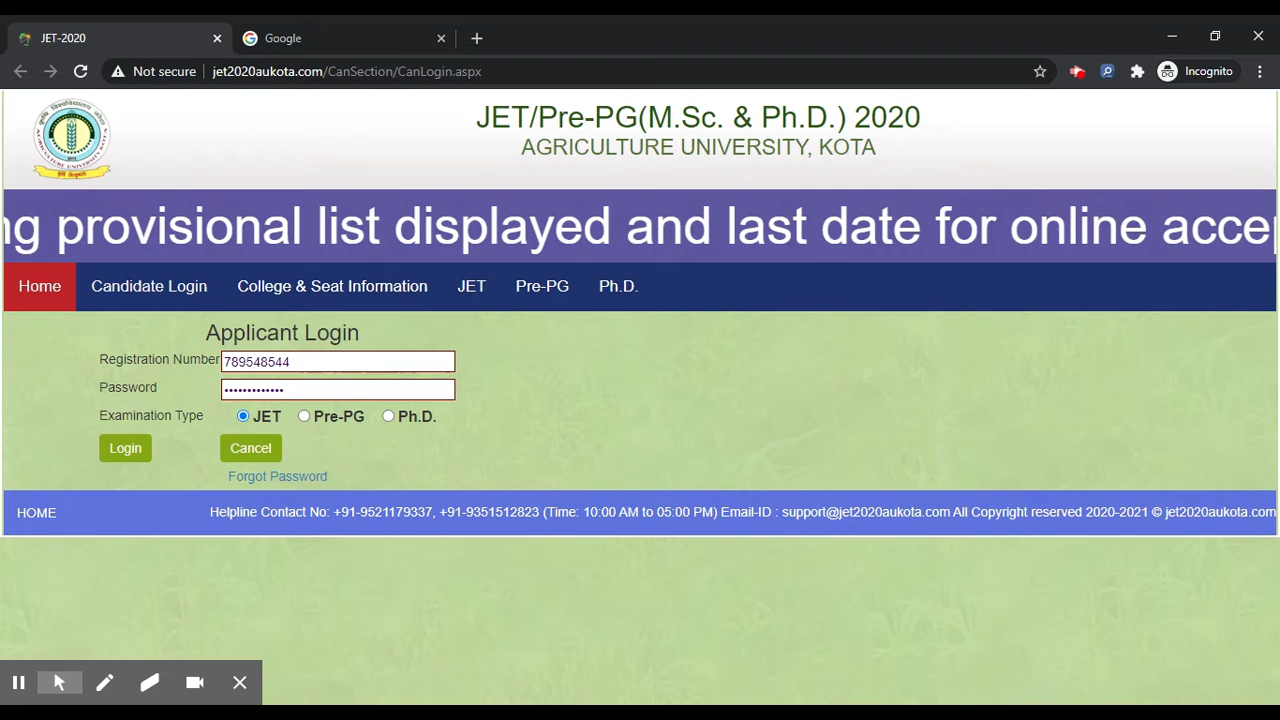 JET-2020
Google
Not secure
jet2020aukota.com/CanSection/CanLogin.aspx
Incognito
JET/Pre-PG(M.Sc. & Ph.D.) 2020
AGRICULTURE UNIVERSITY, KOTA
ng provisional list displayed and last date for online acce
Home Candidate Login College & Seat Information JET Pre-PG Ph.D.
Applicant Login
Registration Number 789548544
Password •••••••••••••
Examination Type JET Pre-PG Ph.D.
Login Cancel
Forgot Password
HOME Helpline Contact No: +91-9521179337, +91-9351512823 (Time: 10:00 AM to 05:00 PM) Email-ID : support@jet2020aukota.com All Copyright reserved 2020-2021 © jet2020aukota.com